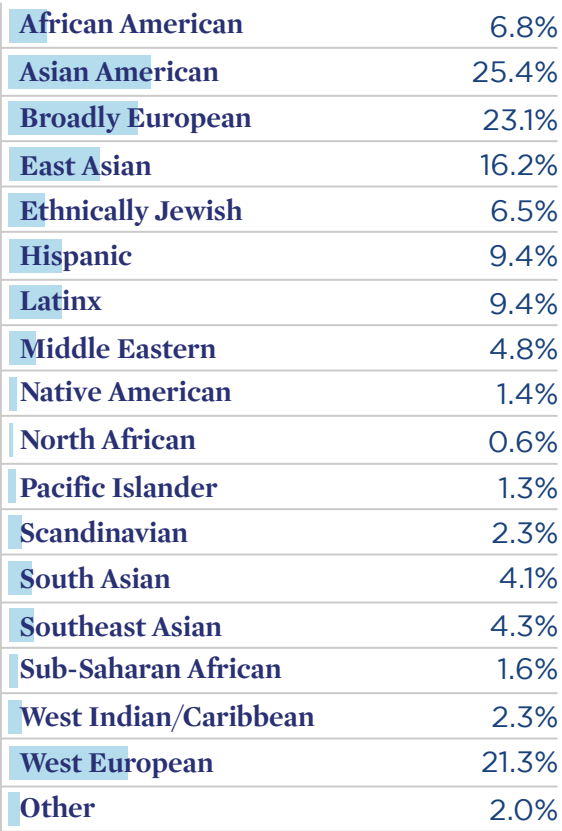 African American 6.8%
Asian American 25.4%
Broadly European 23.1%
East Asian 16.2%
Ethnically Jewish 6.5%
Hispanic 9.4%
Latinx 9.4%
Middle Eastern 4.8%
Native American 1.4%
North African 0.6%
Pacific Islander 1.3%
Scandinavian 2.3%
South Asian 4.1%
Southeast Asian 4.3%
Sub-Saharan African 1.6%
West Indian/Caribbean 2.3%
West European 21.3%
Other 2.0%